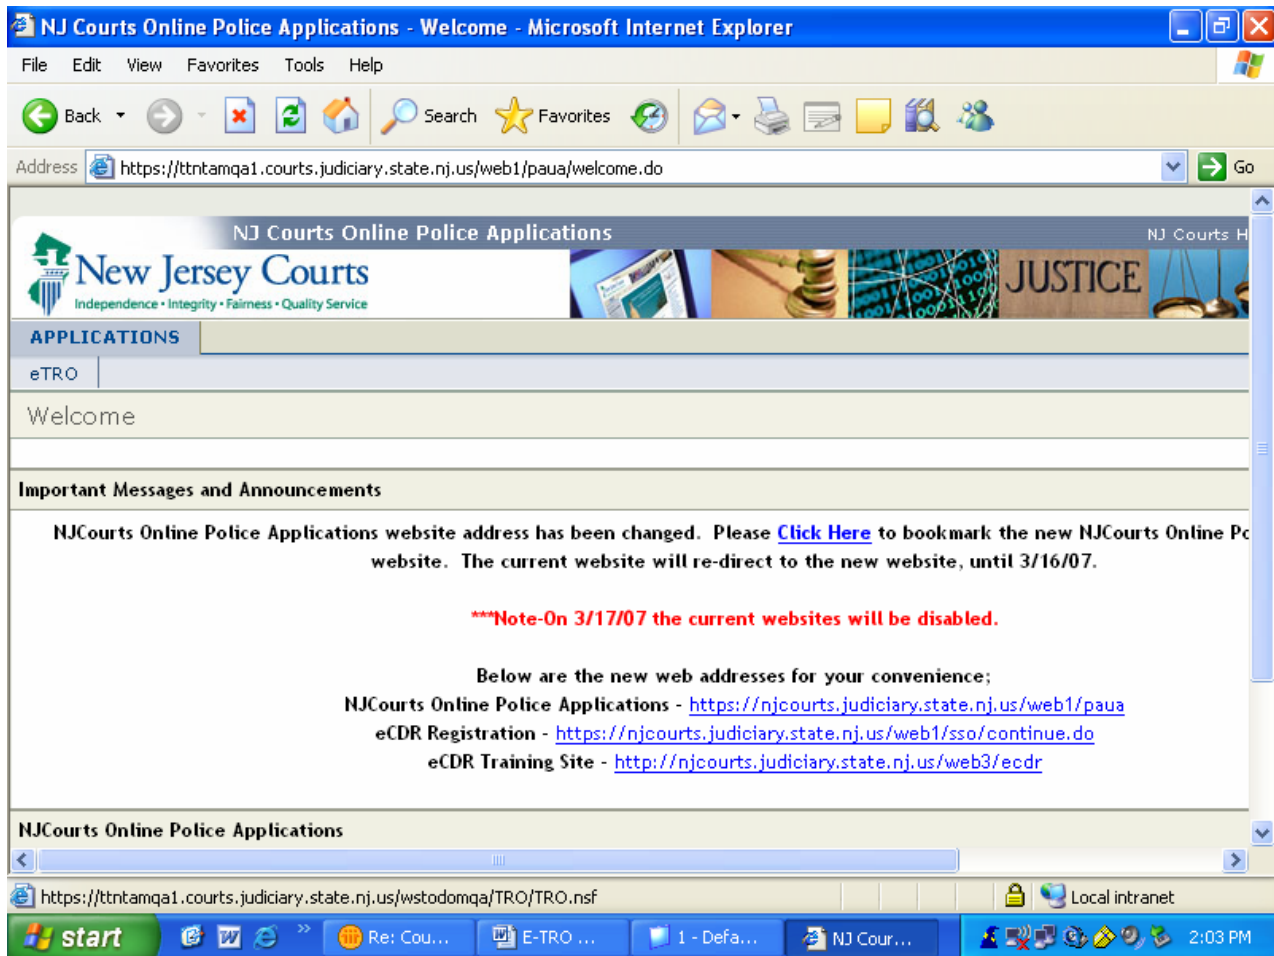 NJ Courts Online Police Applications - Welcome - Microsoft Internet Explorer
File Edit View Favorites Tools Help
Back Search Favorites
Address https://ttntamqa1.courts.judiciary.state.nj.us/web1/paua/welcome.do Go
NJ Courts Online Police Applications NJ Courts H
New Jersey Courts JUSTICE
Independence • Integrity • Fairness • Quality Service
APPLICATIONS
eTRO
Welcome
Important Messages and Announcements
NJCourts Online Police Applications website address has been changed. Please Click Here to bookmark the new NJCourts Online Po
website. The current website will re-direct to the new website, until 3/16/07.
***Note-On 3/17/07 the current websites will be disabled.
Below are the new web addresses for your convenience;
NJCourts Online Police Applications - https://njcourts.judiciary.state.nj.us/web1/paua
eCDR Registration - https://njcourts.judiciary.state.nj.us/web1/sso/continue.do
eCDR Training Site - http://njcourts.judiciary.state.nj.us/web3/ecdr
NJCourts Online Police Applications
https://ttntamqa1.courts.judiciary.state.nj.us/wstodomqa/TRO/TRO.nsf Local intranet
start Re: Cou... E-TRO ... 1 - Defa... NJ Cour... 2:03 PM